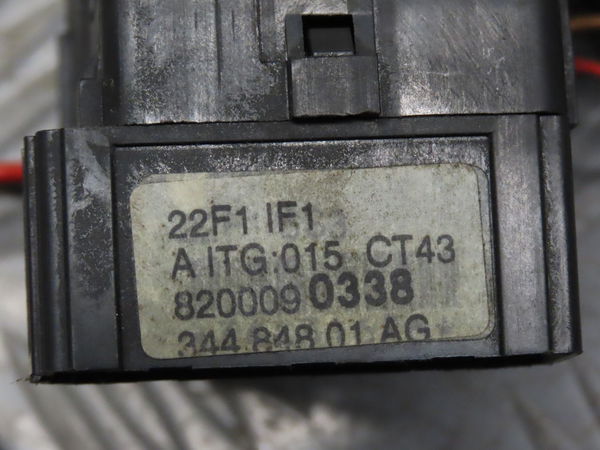 22F1 IF1
A ITG:015 CT43
820009 0338
344.848.01 AG